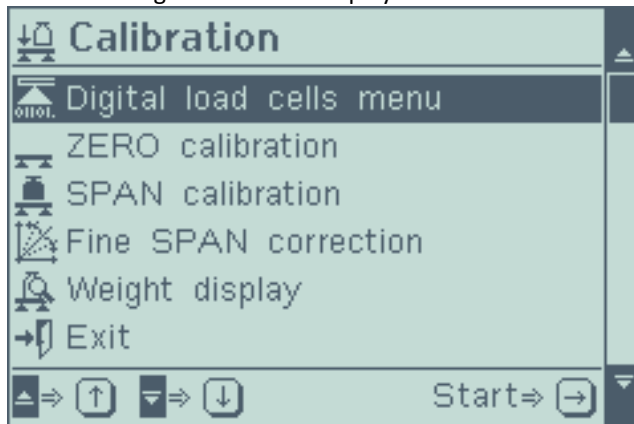 Calibration
Digital load cells menu
ZERO calibration
SPAN calibration
Fine SPAN correction
Weight display
Exit
Start